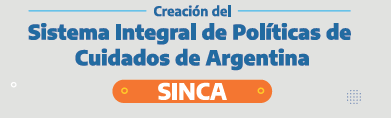 Creación del
Sistema Integral de Políticas de
Cuidados de Argentina
SINCA